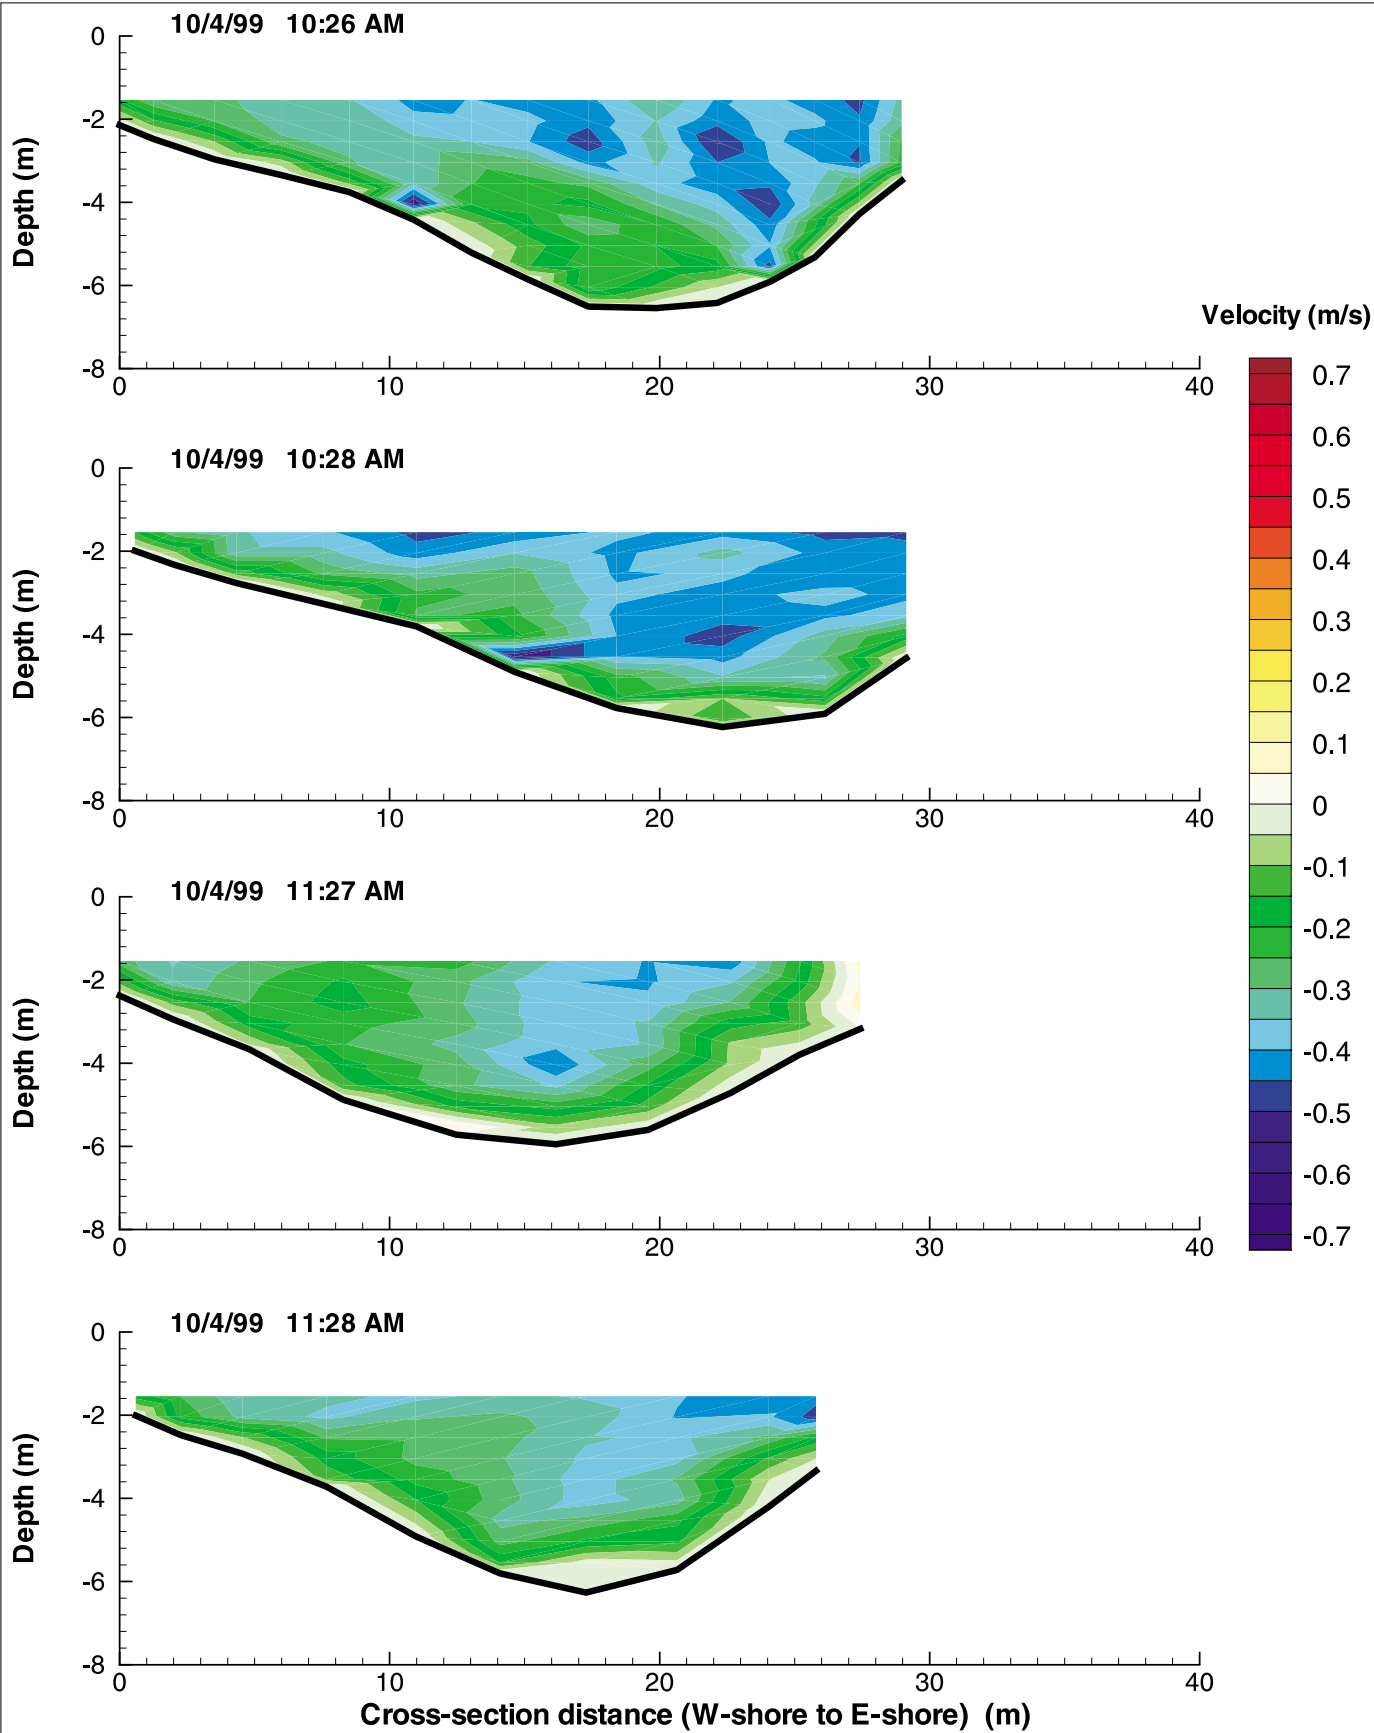 10/4/99 10:26 AM
0
-2
-4
-6
-8
Depth (m)
0 10 20 30 40
10/4/99 10:28 AM
0
-2
-4
-6
-8
Depth (m)
0 10 20 30 40
10/4/99 11:27 AM
0
-2
-4
-6
-8
Depth (m)
0 10 20 30 40
10/4/99 11:28 AM
0
-2
-4
-6
-8
Depth (m)
0 10 20 30 40
Cross-section distance (W-shore to E-shore) (m)
Velocity (m/s)
0.7
0.6
0.5
0.4
0.3
0.2
0.1
0
-0.1
-0.2
-0.3
-0.4
-0.5
-0.6
-0.7